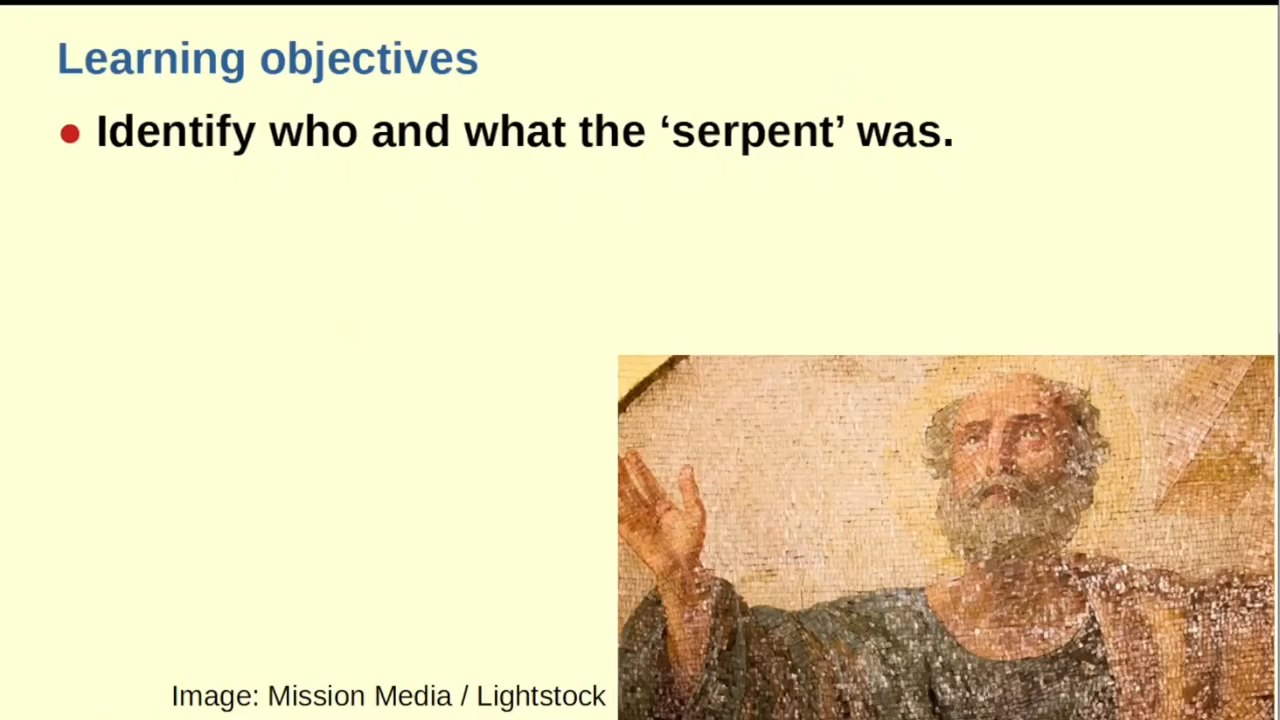 Learning objectives
● Identify who and what the ‘serpent’ was.
Image: Mission Media / Lightstock